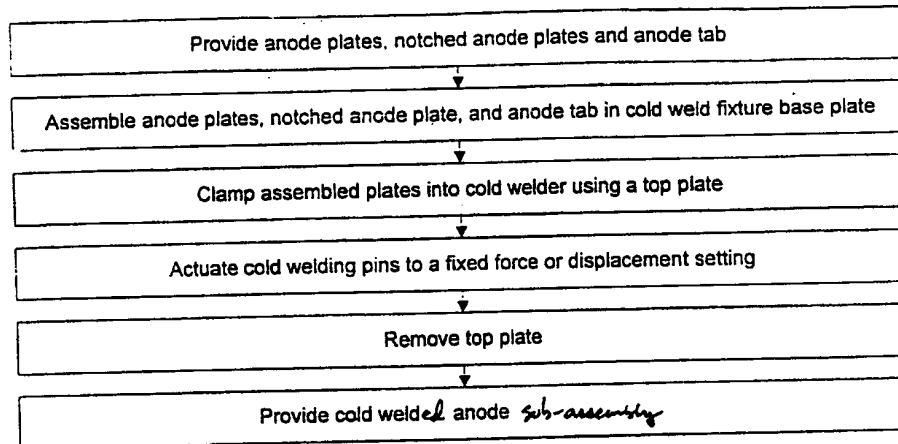 Provide anode plates, notched anode plates and anode tab
Assemble anode plates, notched anode plate, and anode tab in cold weld fixture base plate
Clamp assembled plates into cold welder using a top plate
Actuate cold welding pins to a fixed force or displacement setting
Remove top plate
Provide cold welded anode sub-assembly